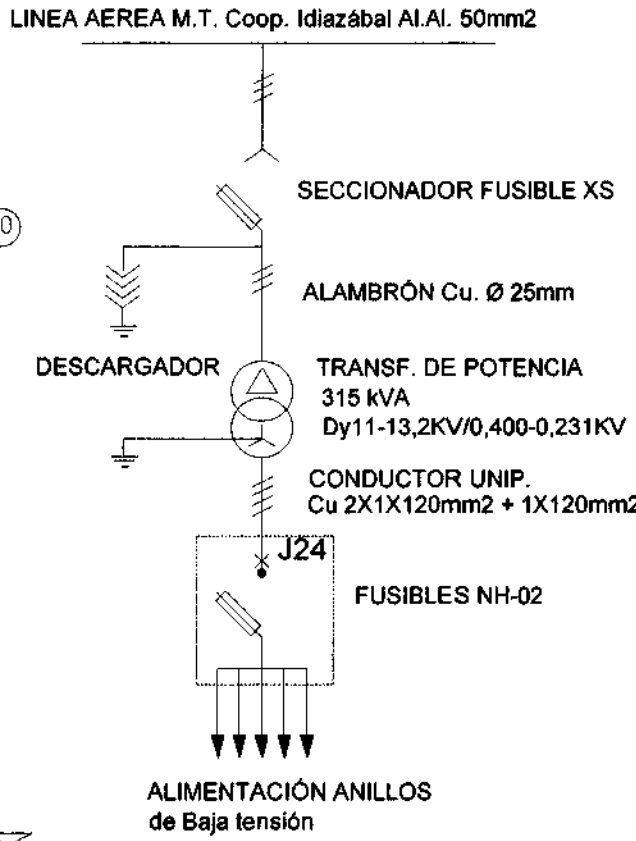 LINEA AEREA M.T. Coop. Idiazábal Al.Al. 50mm2
SECCIONADOR FUSIBLE XS
0
ALAMBRÓN Cu. Ø 25mm
DESCARGADOR
TRANSF. DE POTENCIA
315 kVA
Dy11-13,2KV/0,400-0,231KV
CONDUCTOR UNIP.
Cu 2X1X120mm2 + 1X120mm2
J24
FUSIBLES NH-02
ALIMENTACIÓN ANILLOS
de Baja tensión